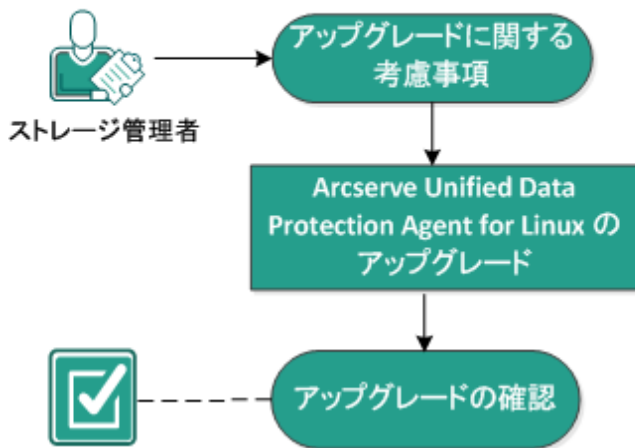 アップグレードに関する
考慮事項
ストレージ管理者
Arcserve Unified Data
Protection Agent for Linux の
アップグレード
アップグレードの確認